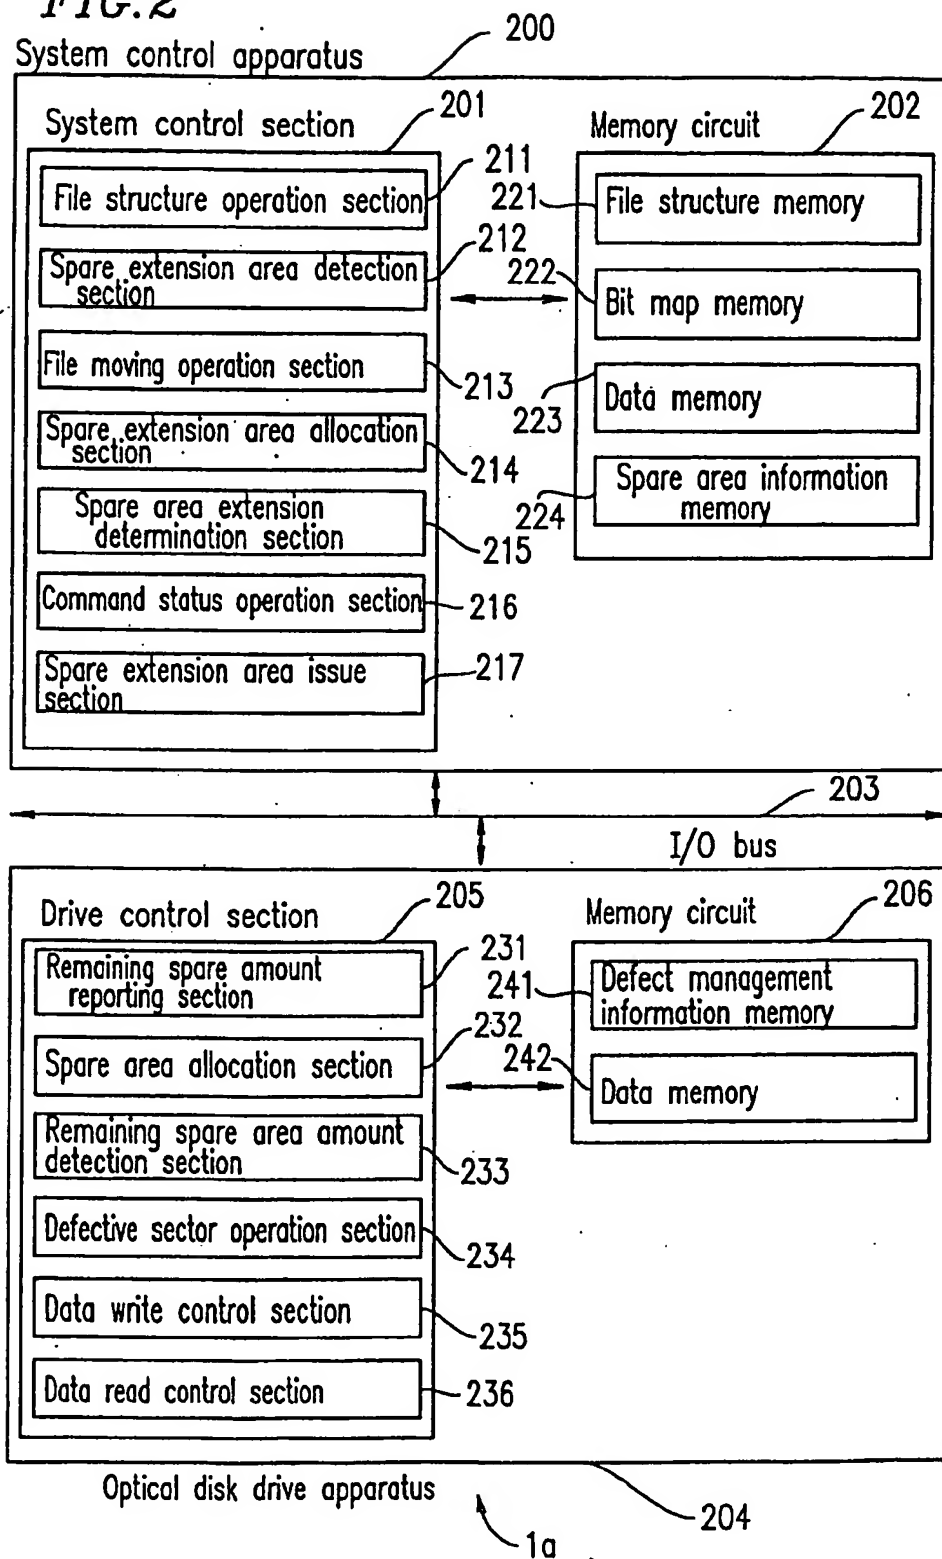 FIG.2
200
System control apparatus
201
202
System control section
Memory circuit
211
File structure operation section
221
File structure memory
212
Spare extension area detection
section
222
Bit map memory
File moving operation section
213
223
Data memory
Spare extension area allocation
section
214
Spare area information
memory
224
Spare area extension
determination section
215
Command status operation section
216
Spare extension area issue
section
217
203
I/O bus
205
206
Drive control section
Memory circuit
231
Remaining spare amount
reporting section
241
Defect management
information memory
232
Spare area allocation section
242
Data memory
Remaining spare area amount
detection section
233
Defective sector operation section
234
Data write control section
235
Data read control section
236
Optical disk drive apparatus
204
1a